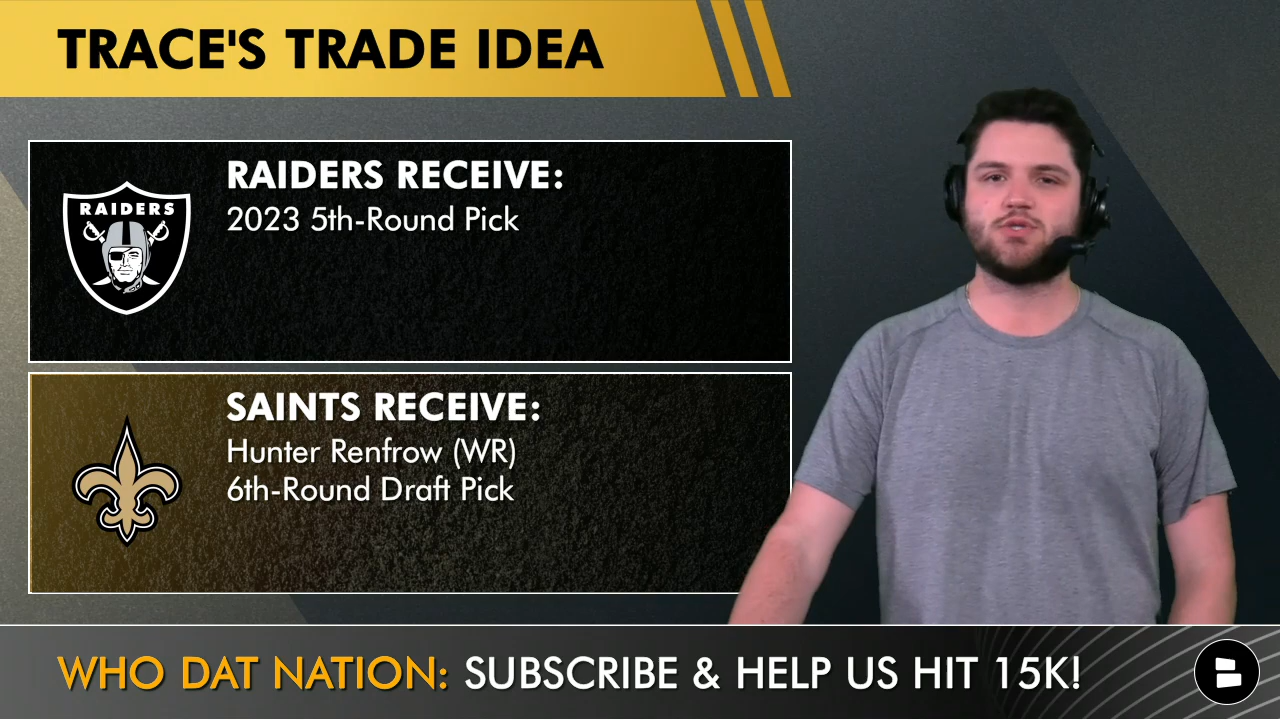 TRACE'S TRADE IDEA
RAIDERS
RAIDERS RECEIVE:
2023 5th-Round Pick
SAINTS RECEIVE:
Hunter Renfrow (WR)
6th-Round Draft Pick
WHO DAT NATION: SUBSCRIBE & HELP US HIT 15K!